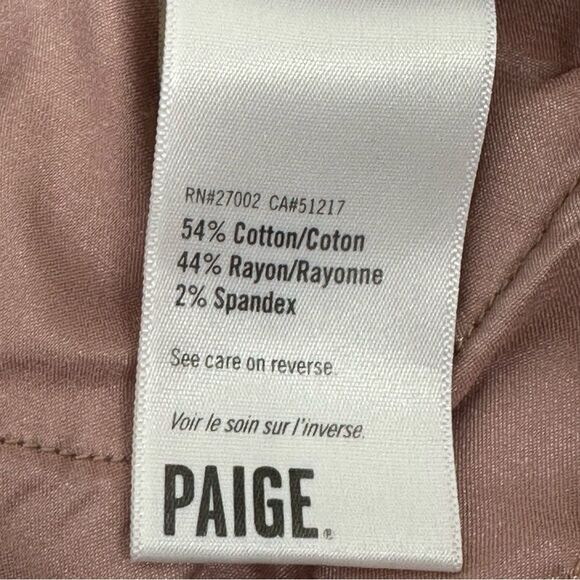 RN#27002 CA#51217
54% Cotton/Coton
44% Rayon/Rayonne
2% Spandex
See care on reverse.
Voir le soin sur l'inverse.
PAIGE®